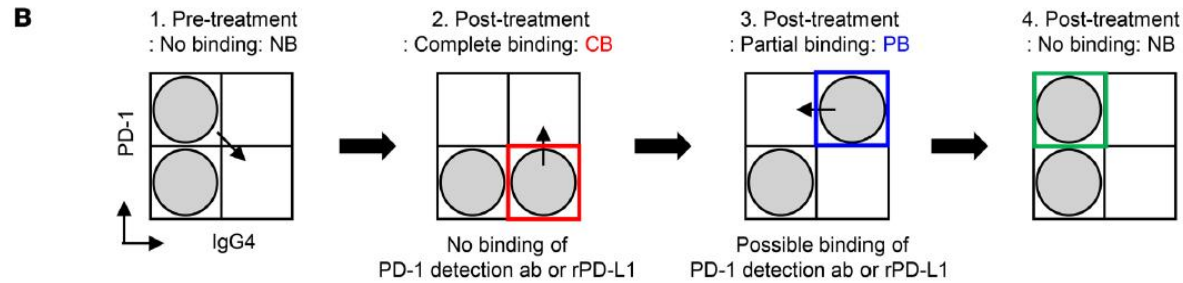 B
1. Pre-treatment
: No binding: NB
2. Post-treatment
: Complete binding: CB
3. Post-treatment
: Partial binding: PB
4. Post-treatment
: No binding: NB
PD-1
IgG4
No binding of
PD-1 detection ab or rPD-L1
Possible binding of
PD-1 detection ab or rPD-L1